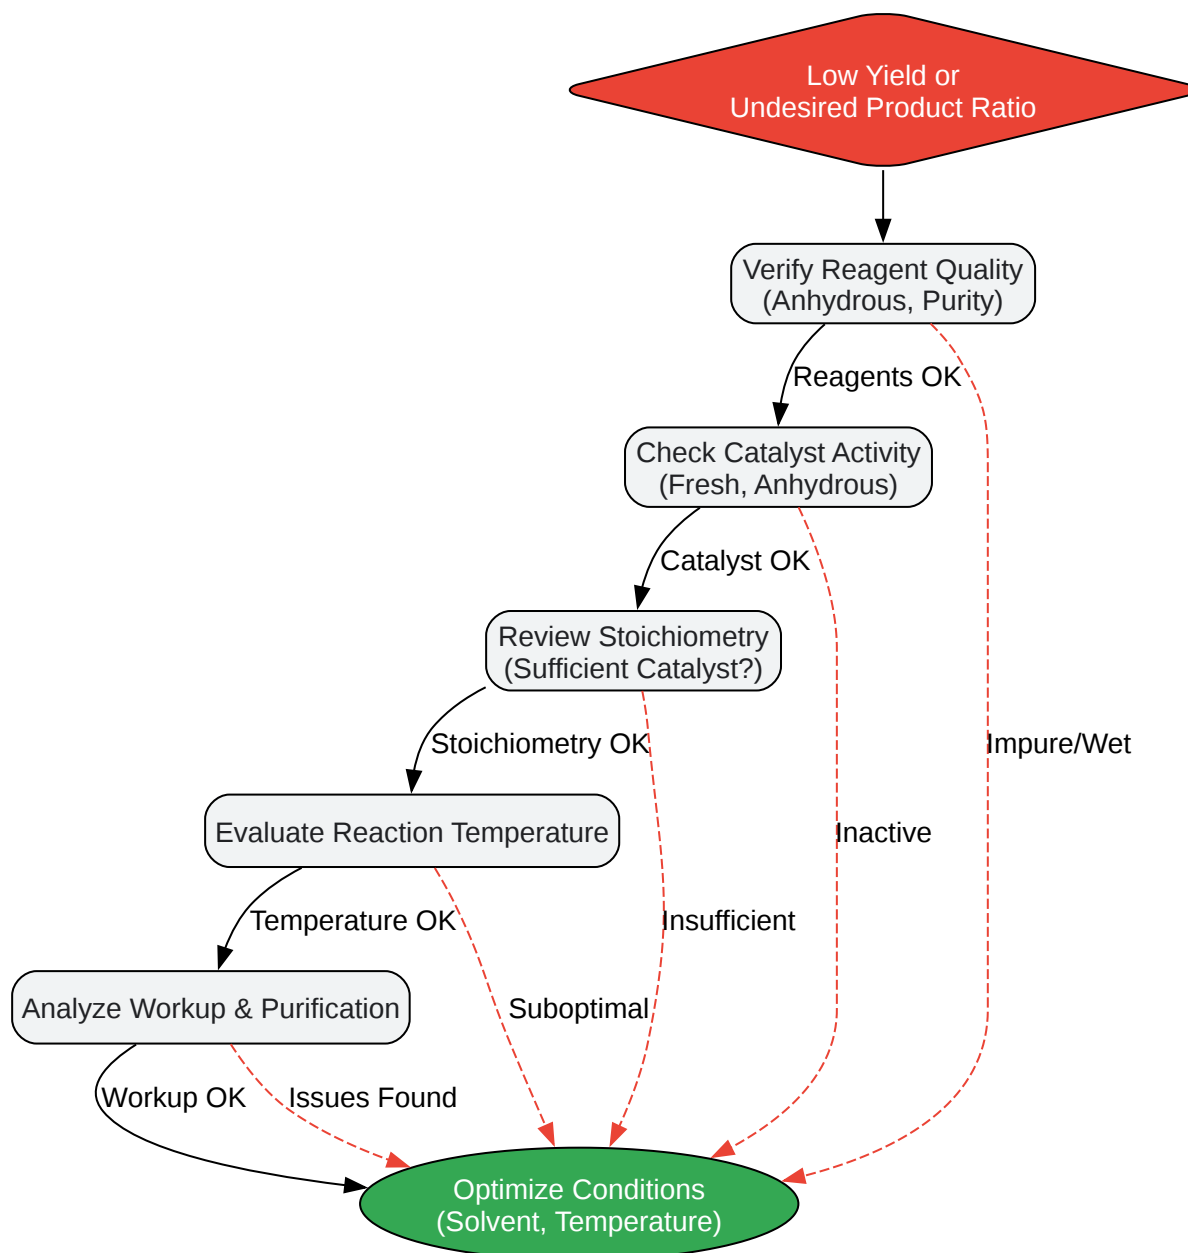 Low Yield or
Undesired Product Ratio
Verify Reagent Quality
(Anhydrous, Purity)
Reagents OK
Check Catalyst Activity
(Fresh, Anhydrous)
Catalyst OK
Review Stoichiometry
(Sufficient Catalyst?)
Stoichiometry OK
Impure/Wet
Evaluate Reaction Temperature
Inactive
Temperature OK
Insufficient
Analyze Workup & Purification
Suboptimal
Workup OK
Issues Found
Optimize Conditions
(Solvent, Temperature)